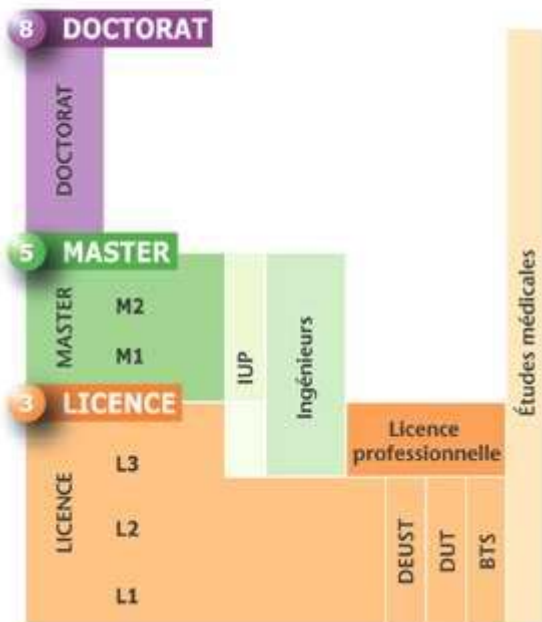 8 DOCTORAT
DOCTORAT
5 MASTER
MASTER
M2
M1
IUP
Ingénieurs
Études médicales
3 LICENCE
LICENCE
L3
L2
L1
Licence
professionnelle
DEUST
DUT
BTS